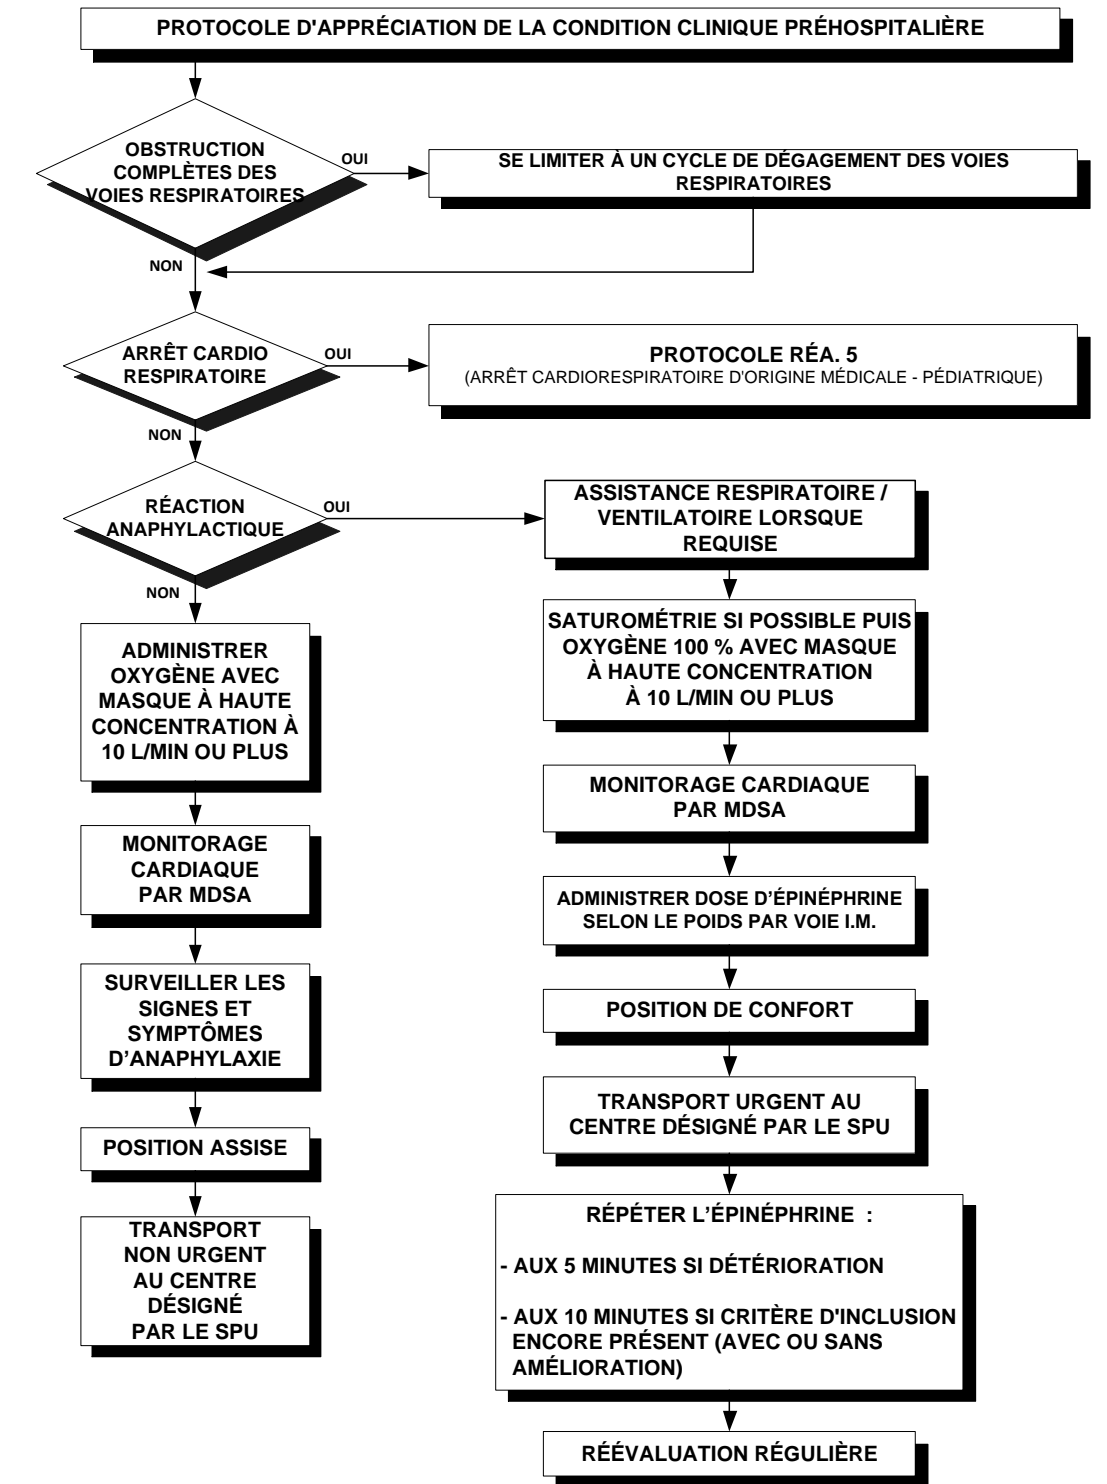 PROTOCOLE D'APPRÉCIATION DE LA CONDITION CLINIQUE PRÉHOSPITALIÈRE
OBSTRUCTION
COMPLÈTES DES
VOIES RESPIRATOIRES
OUI
SE LIMITER À UN CYCLE DE DÉGAGEMENT DES VOIES
RESPIRATOIRES
NON
ARRÊT CARDIO
RESPIRATOIRE
OUI
PROTOCOLE RÉA. 5
(ARRÊT CARDIORESPIRATOIRE D'ORIGINE MÉDICALE - PÉDIATRIQUE)
NON
RÉACTION
ANAPHYLACTIQUE
OUI
NON
ADMINISTRER
OXYGÈNE AVEC
MASQUE À HAUTE
CONCENTRATION À
10 L/MIN OU PLUS
MONITORAGE
CARDIAQUE
PAR MDSA
SURVEILLER LES
SIGNES ET
SYMPTÔMES
D’ANAPHYLAXIE
POSITION ASSISE
TRANSPORT
NON URGENT
AU CENTRE
DÉSIGNÉ
PAR LE SPU
ASSISTANCE RESPIRATOIRE /
VENTILATOIRE LORSQUE
REQUISE
SATUROMÉTRIE SI POSSIBLE PUIS
OXYGÈNE 100 % AVEC MASQUE
À HAUTE CONCENTRATION
À 10 L/MIN OU PLUS
MONITORAGE CARDIAQUE
PAR MDSA
ADMINISTRER DOSE D’ÉPINÉPHRINE
SELON LE POIDS PAR VOIE I.M.
POSITION DE CONFORT
TRANSPORT URGENT AU
CENTRE DÉSIGNÉ PAR LE SPU
RÉPÉTER L’ÉPINÉPHRINE :
- AUX 5 MINUTES SI DÉTÉRIORATION
- AUX 10 MINUTES SI CRITÈRE D'INCLUSION
ENCORE PRÉSENT (AVEC OU SANS
AMÉLIORATION)
RÉÉVALUATION RÉGULIÈRE